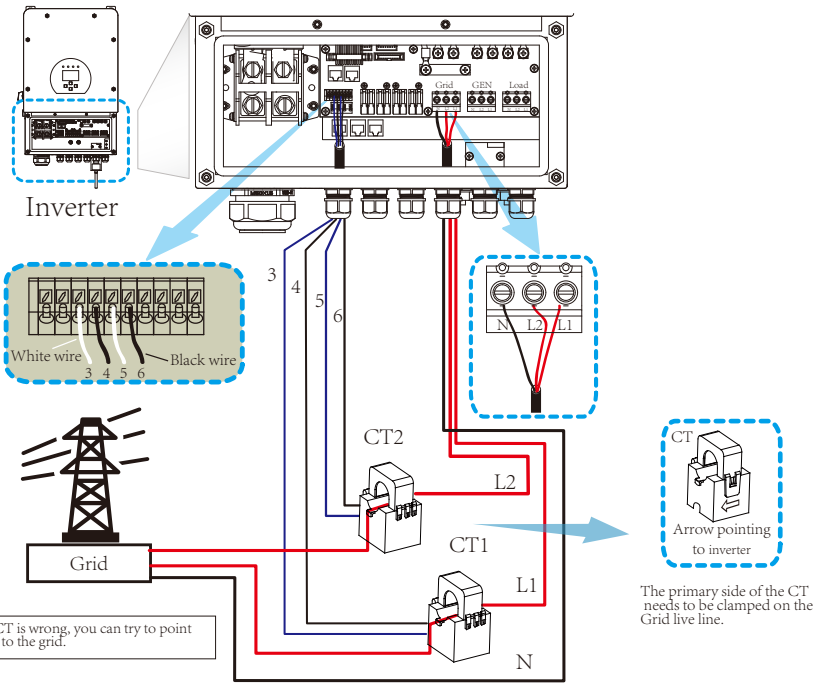 Grid GEN Load
Inverter
3
4
5
6
White wire
Black wire
3 4 5 6
N L2 L1
CT2
CT
L2
Arrow pointing
to inverter
CT1
Grid
L1
The primary side of the CT
needs to be clamped on the
Grid live line.
CT is wrong, you can try to point
to the grid.
N